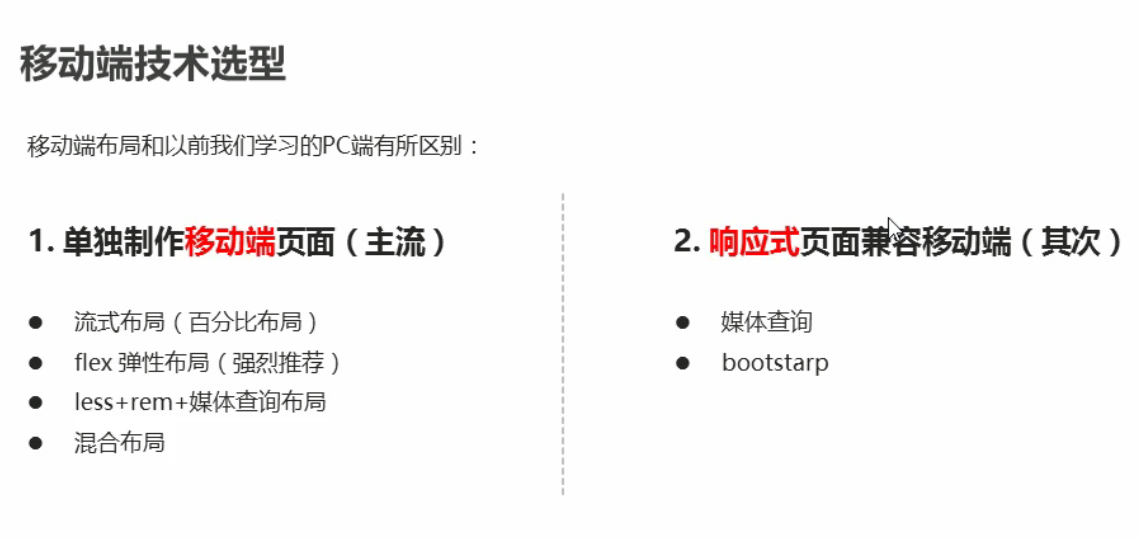 移动端技术选型
移动端布局和以前我们学习的PC端有所区别：
1. 单独制作移动端页面（主流）
● 流式布局（百分比布局）
● flex 弹性布局（强烈推荐）
● less+rem+媒体查询布局
● 混合布局
2. 响应式页面兼容移动端（其次）
● 媒体查询
● bootstarp